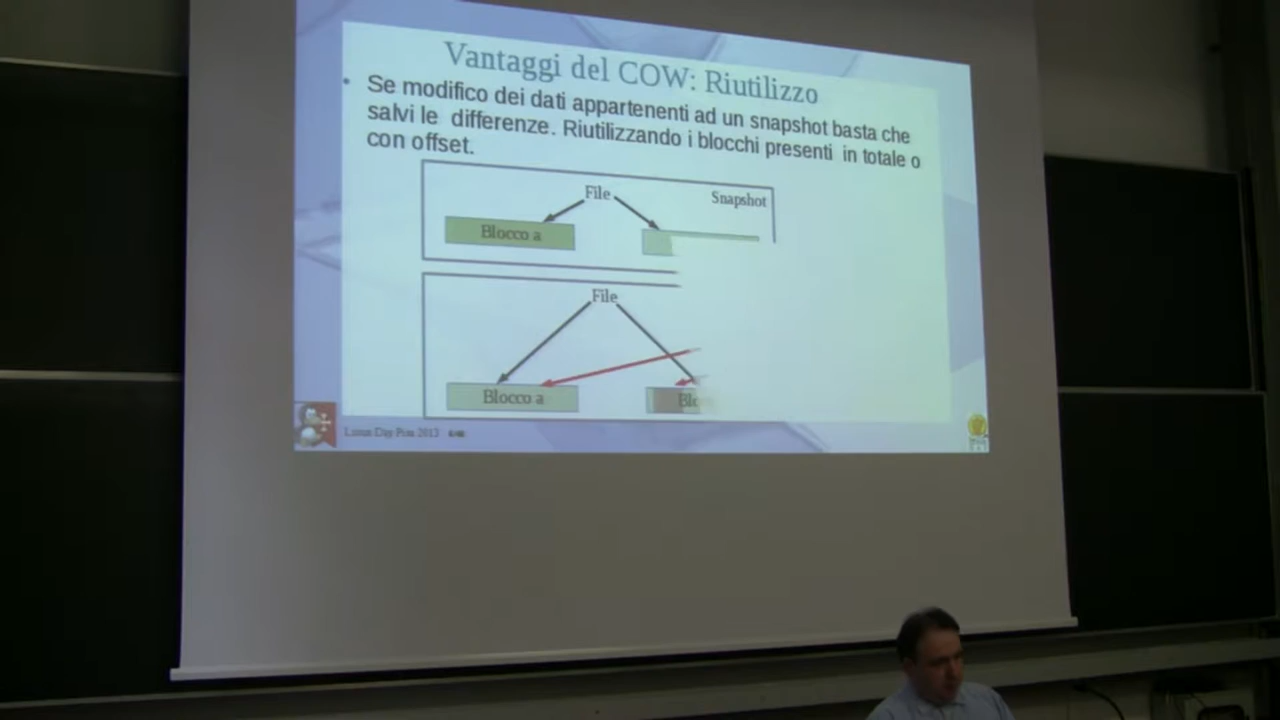 Vantaggi del COW: Riutilizzo
• Se modifico dei dati appartenenti ad un snapshot basta che
salvi le differenze. Riutilizzando i blocchi presenti in totale o
con offset.
File
Snapshot
Blocco a
File
Blocco a
Linux Day Pisa 2013